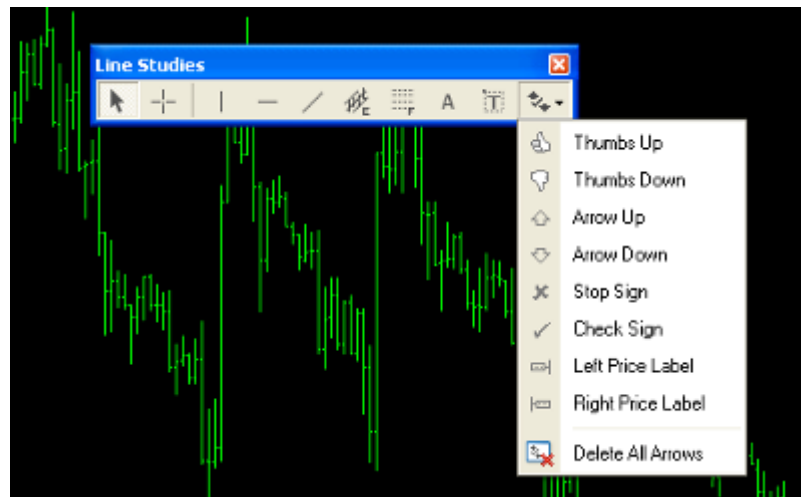 Line Studies
E
F
A
T
Thumbs Up
Thumbs Down
Arrow Up
Arrow Down
Stop Sign
Check Sign
Left Price Label
Right Price Label
Delete All Arrows